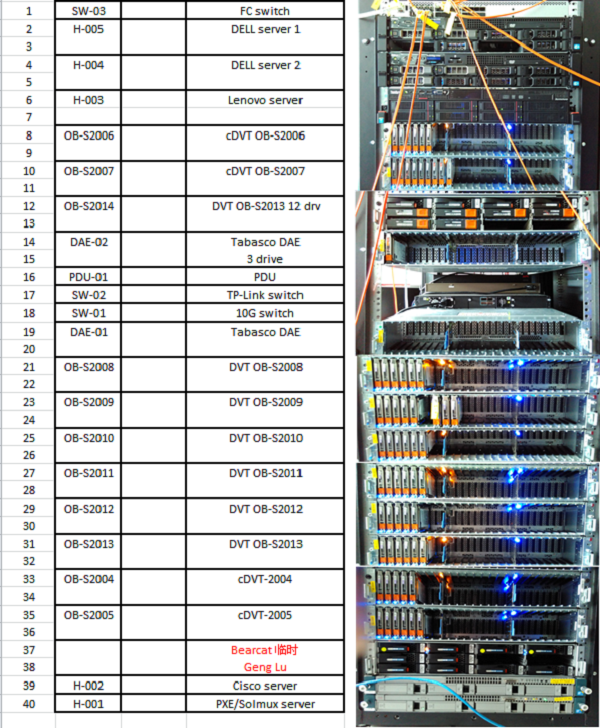 1 SW-03 FC switch
2 H-005 DELL server 1
3
4 H-004 DELL server 2
5
6 H-003 Lenovo server
7
8 OB-S2006 cDVT OB-S2006
9
10 OB-S2007 cDVT OB-S2007
11
12 OB-S2014 DVT OB-S2013 12 drv
13
14 DAE-02 Tabasco DAE
15 3 drive
16 PDU-01 PDU
17 SW-02 TP-Link switch
18 SW-01 10G switch
19 DAE-01 Tabasco DAE
20
21 OB-S2008 DVT OB-S2008
22
23 OB-S2009 DVT OB-S2009
24
25 OB-S2010 DVT OB-S2010
26
27 OB-S2011 DVT OB-S2011
28
29 OB-S2012 DVT OB-S2012
30
31 OB-S2013 DVT OB-S2013
32
33 OB-S2004 cDVT-2004
34
35 OB-S2005 cDVT-2005
36
37 Bearcat 临时
38 Geng Lu
39 H-002 Cisco server
40 H-001 PXE/Solmux server